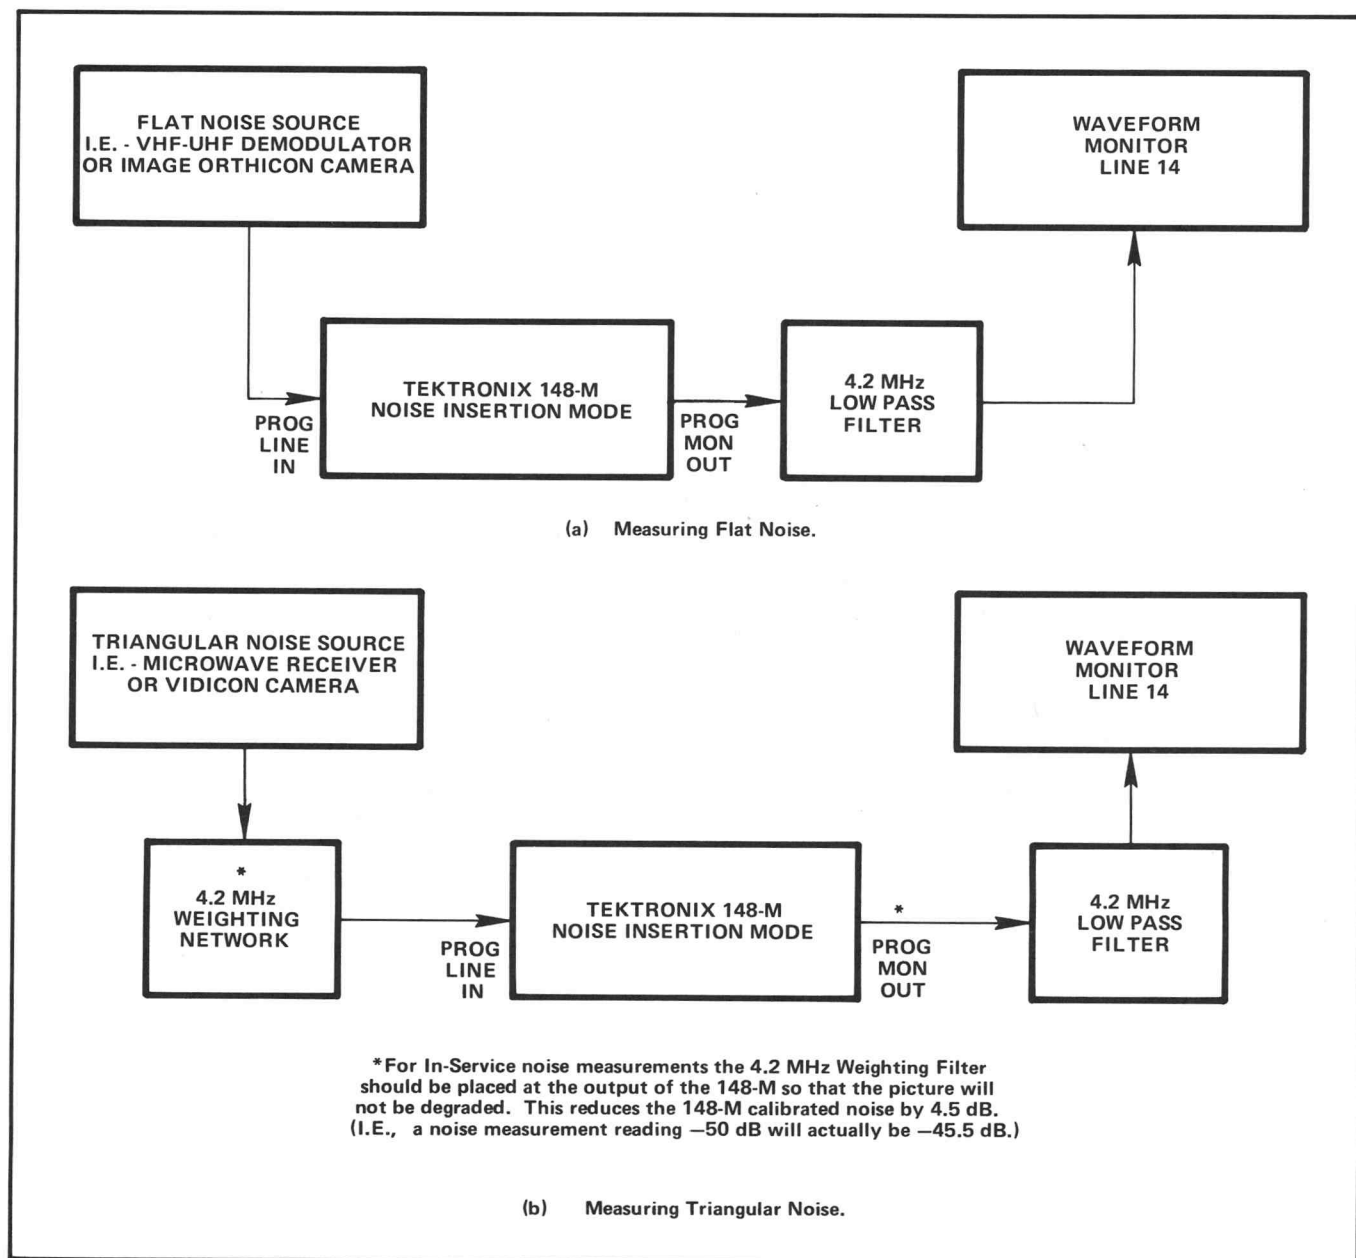 FLAT NOISE SOURCE
I.E. - VHF-UHF DEMODULATOR
OR IMAGE ORTHICON CAMERA
WAVEFORM
MONITOR
LINE 14
PROG
LINE
IN
TEKTRONIX 148-M
NOISE INSERTION MODE
PROG
MON
OUT
4.2 MHz
LOW PASS
FILTER
(a) Measuring Flat Noise.
TRIANGULAR NOISE SOURCE
I.E. - MICROWAVE RECEIVER
OR VIDICON CAMERA
WAVEFORM
MONITOR
LINE 14
*
4.2 MHz
WEIGHTING
NETWORK
PROG
LINE
IN
TEKTRONIX 148-M
NOISE INSERTION MODE
*
PROG
MON
OUT
4.2 MHz
LOW PASS
FILTER
*For In-Service noise measurements the 4.2 MHz Weighting Filter
should be placed at the output of the 148-M so that the picture will
not be degraded. This reduces the 148-M calibrated noise by 4.5 dB.
(I.E., a noise measurement reading —50 dB will actually be —45.5 dB.)
(b) Measuring Triangular Noise.